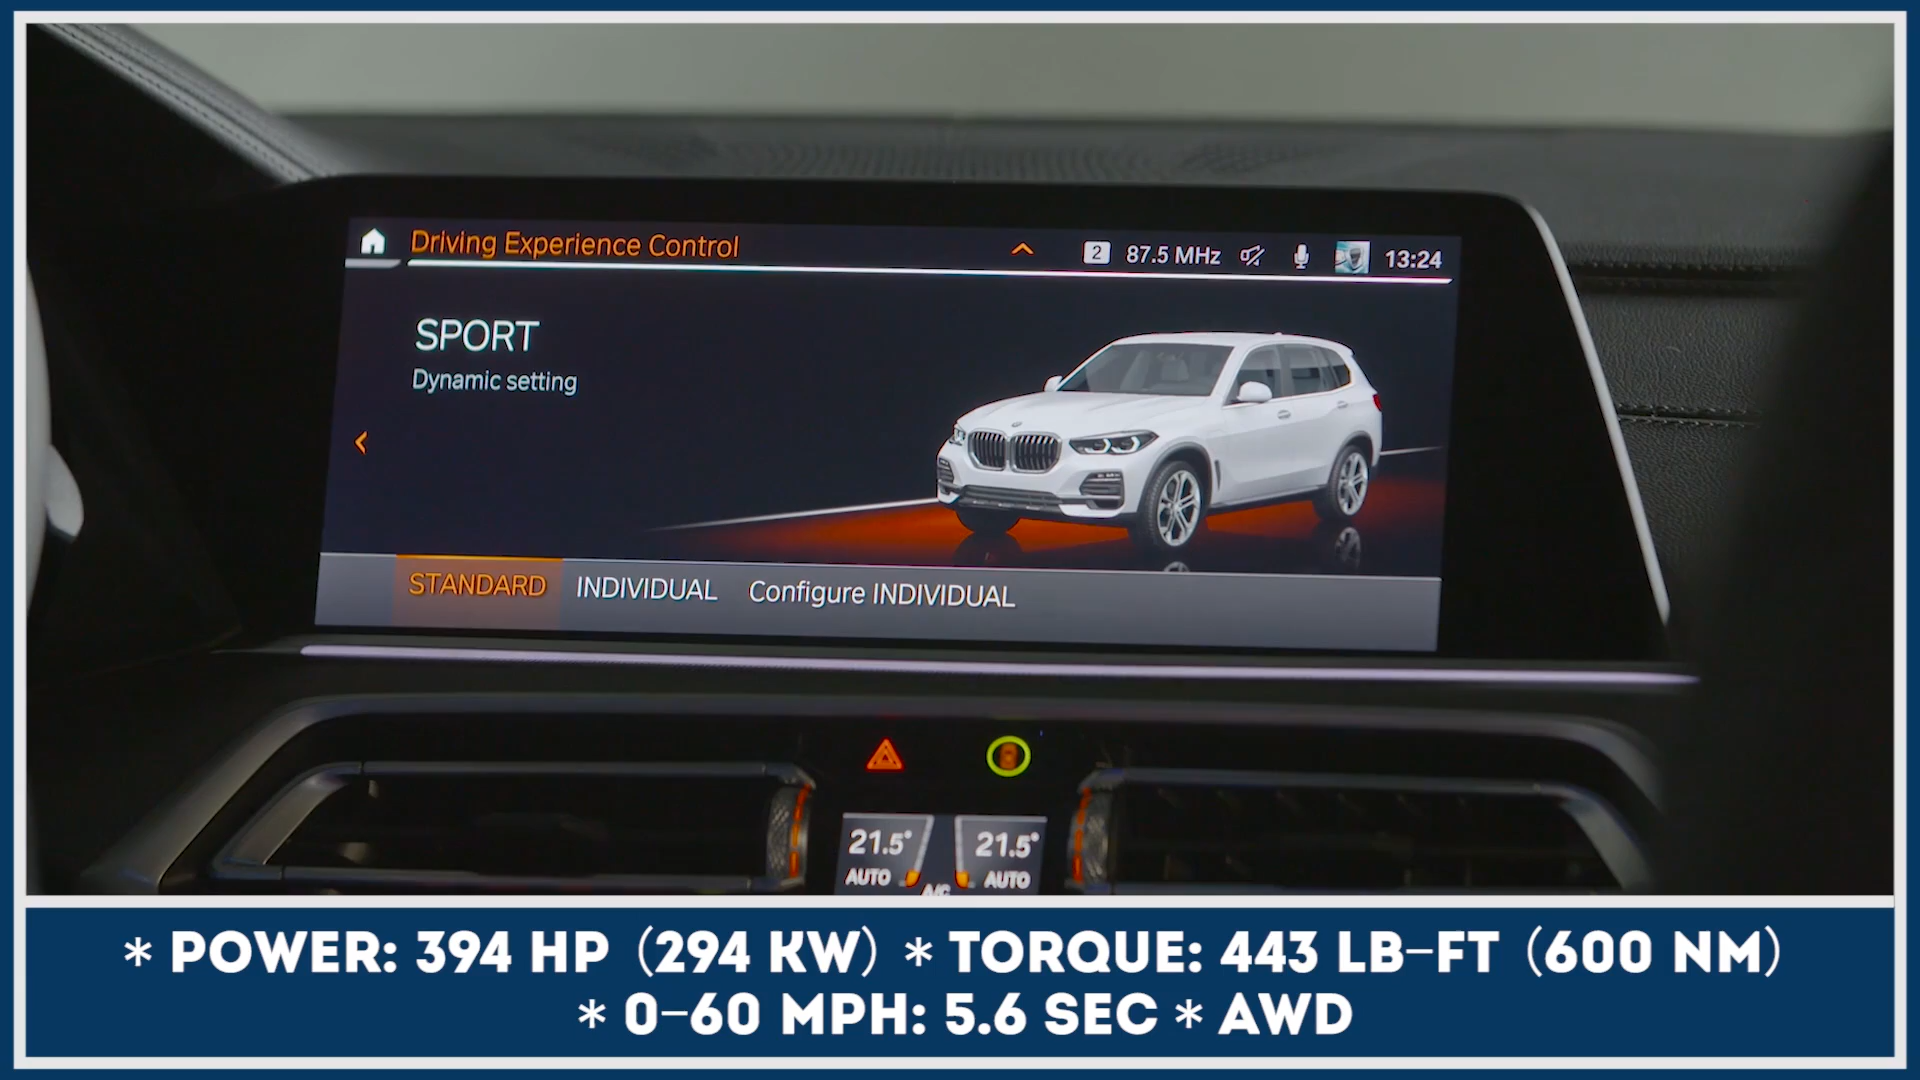 Driving Experience Control
2 87.5 MHz 13:24
SPORT
Dynamic setting
STANDARD INDIVIDUAL Configure INDIVIDUAL
21.5° 21.5°
AUTO A/C AUTO
* POWER: 394 HP (294 KW) * TORQUE: 443 LB-FT (600 NM)
* 0-60 MPH: 5.6 SEC * AWD